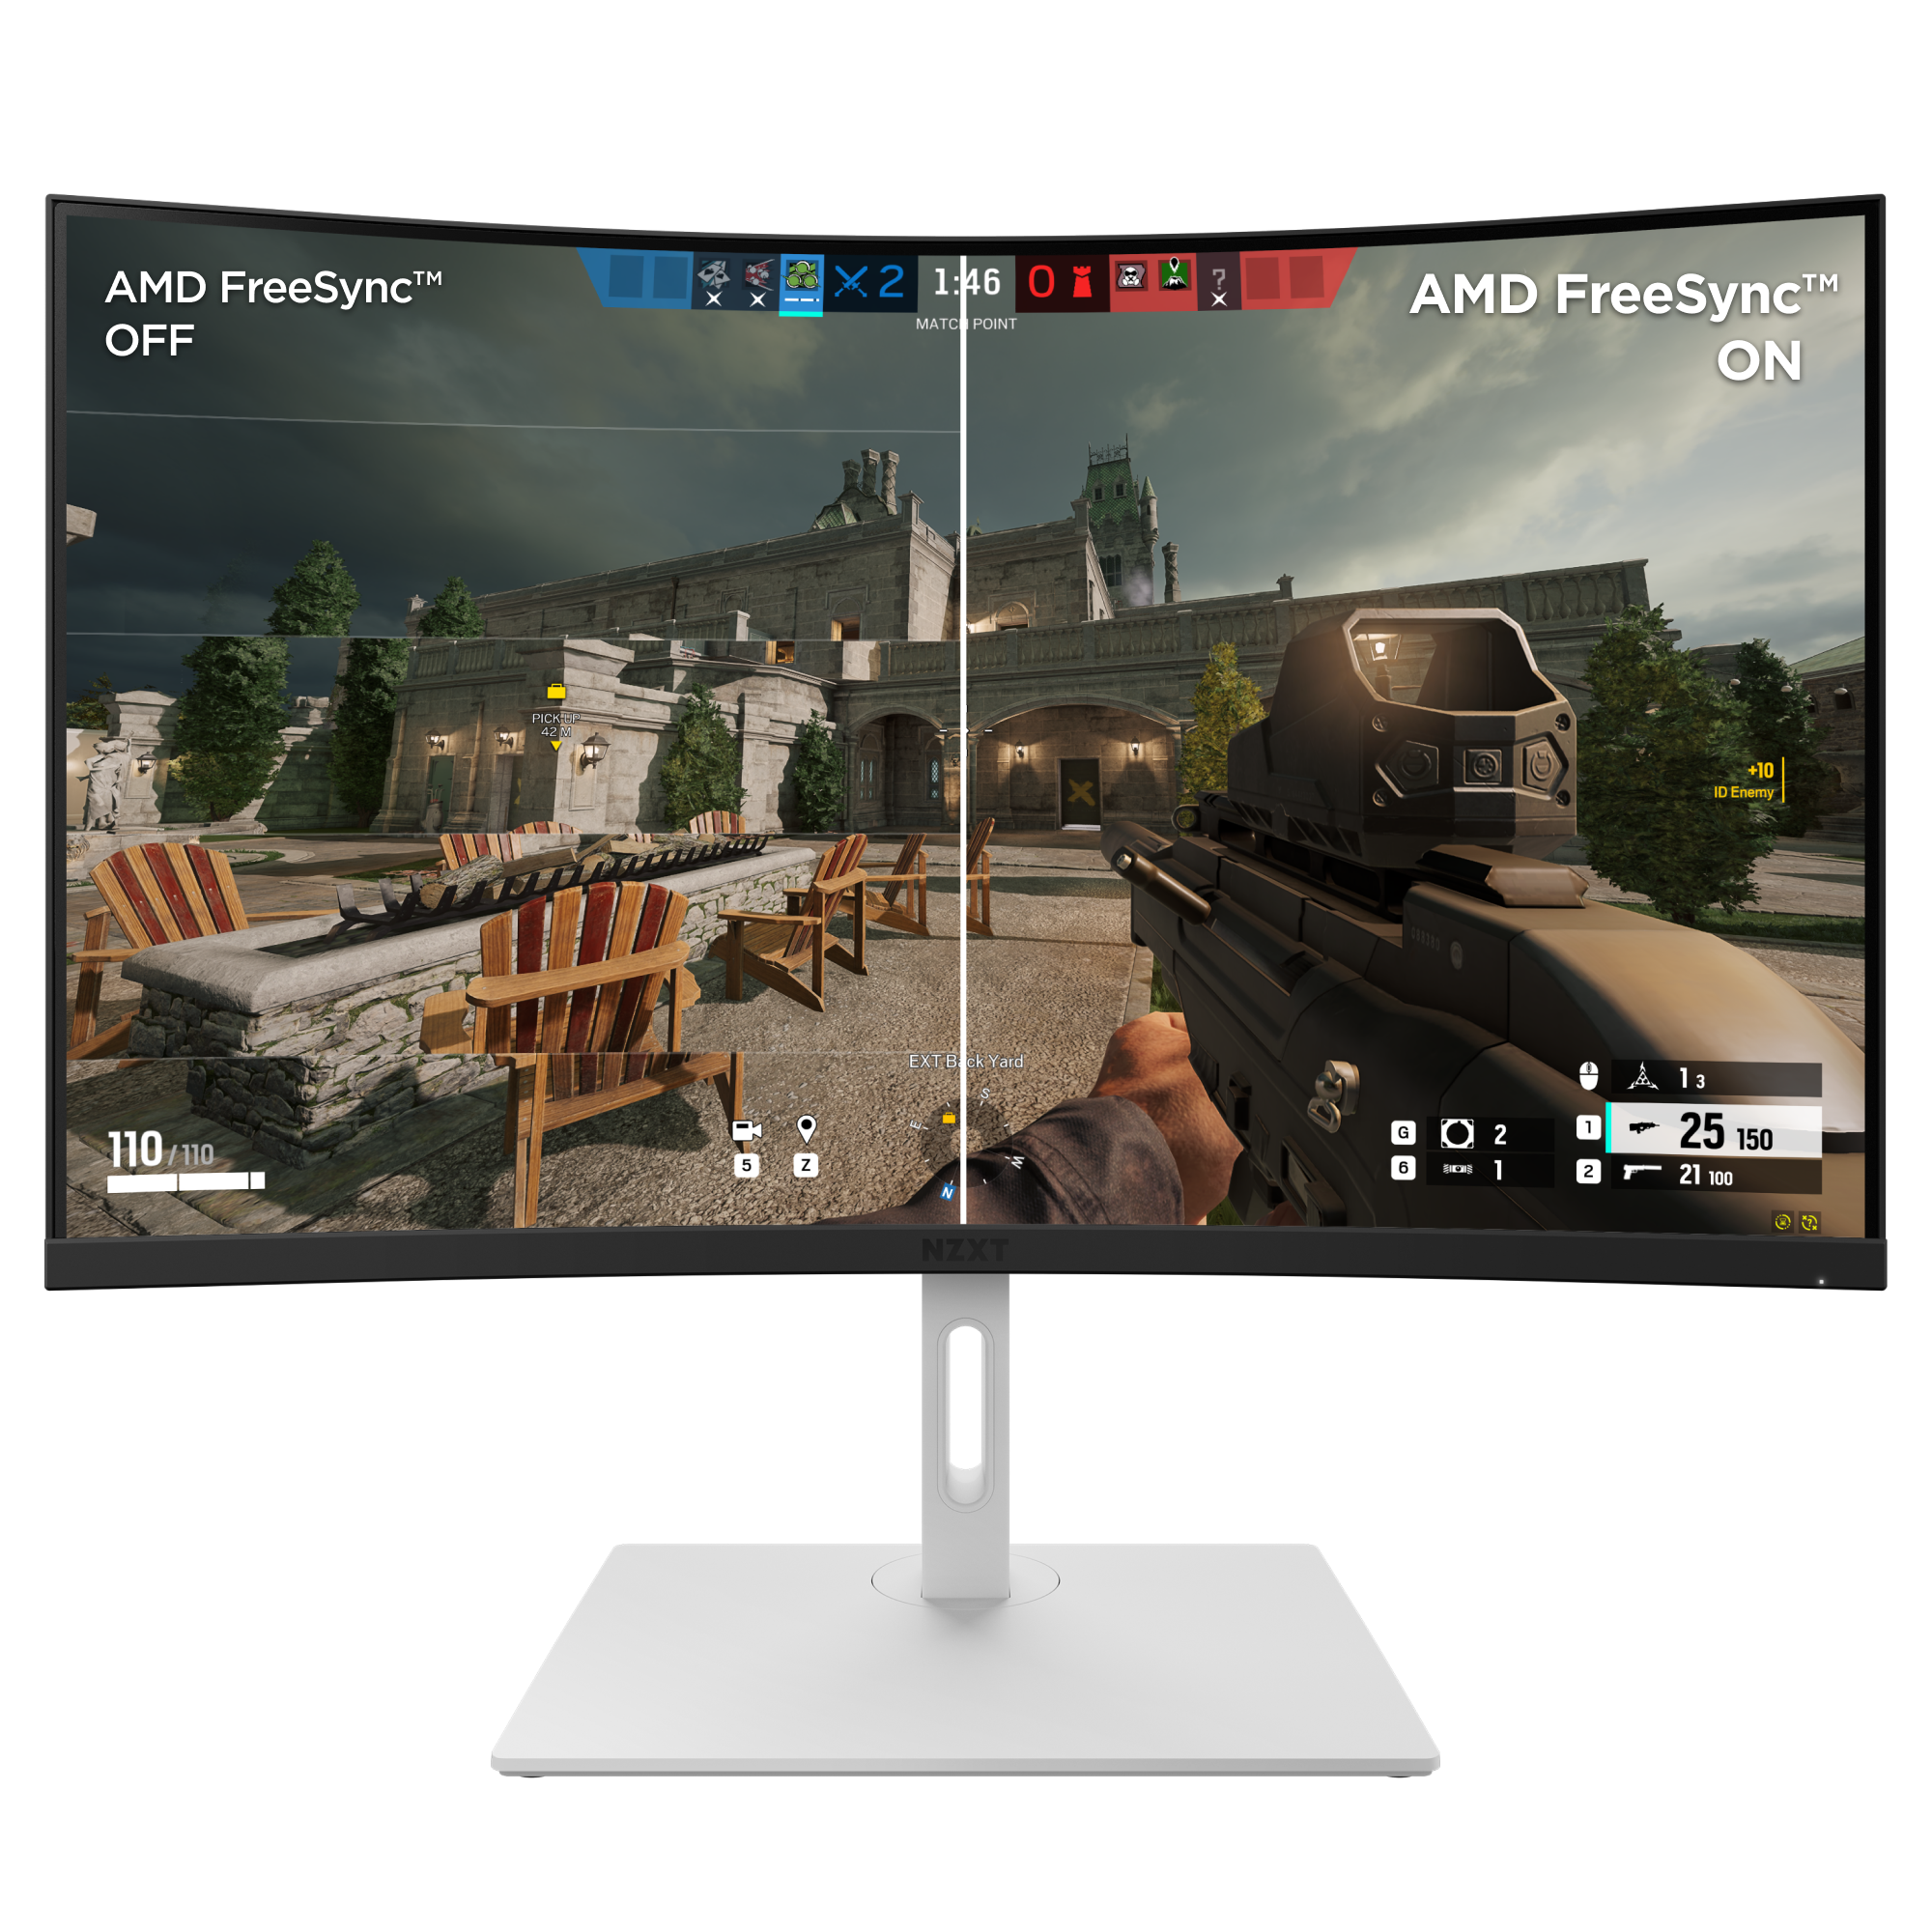 AMD FreeSync™
OFF
2
1:46
0
?
MATCH POINT
AMD FreeSync™
ON
PICK UP
42 M
+10
ID Enemy
EXT Back Yard
S
E
W
N
110 / 110
5
Z
G
2
6
1
1 3
1
25 150
2
21 100
NZXT